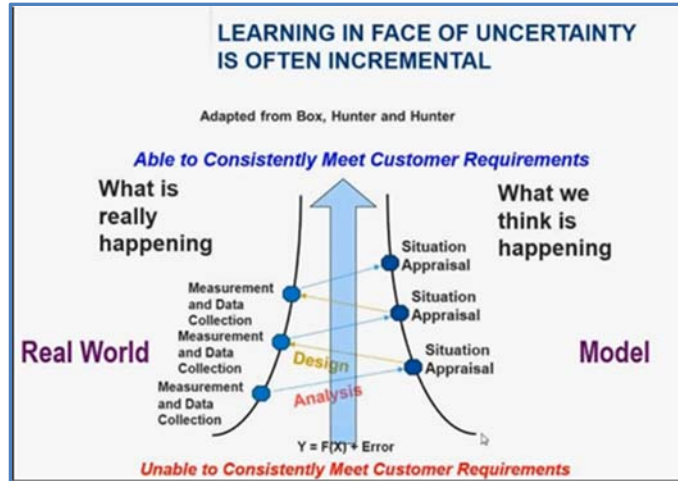 LEARNING IN FACE OF UNCERTAINTY
IS OFTEN INCREMENTAL
Adapted from Box, Hunter and Hunter
Able to Consistently Meet Customer Requirements
What is
really
happening
What we
think is
happening
Situation
Appraisal
Measurement
and Data
Collection
Situation
Appraisal
Measurement
and Data
Collection
Real World
Design
Situation
Appraisal
Model
Measurement
and Data
Collection
Analysis
Y = F(X) + Error
Unable to Consistently Meet Customer Requirements